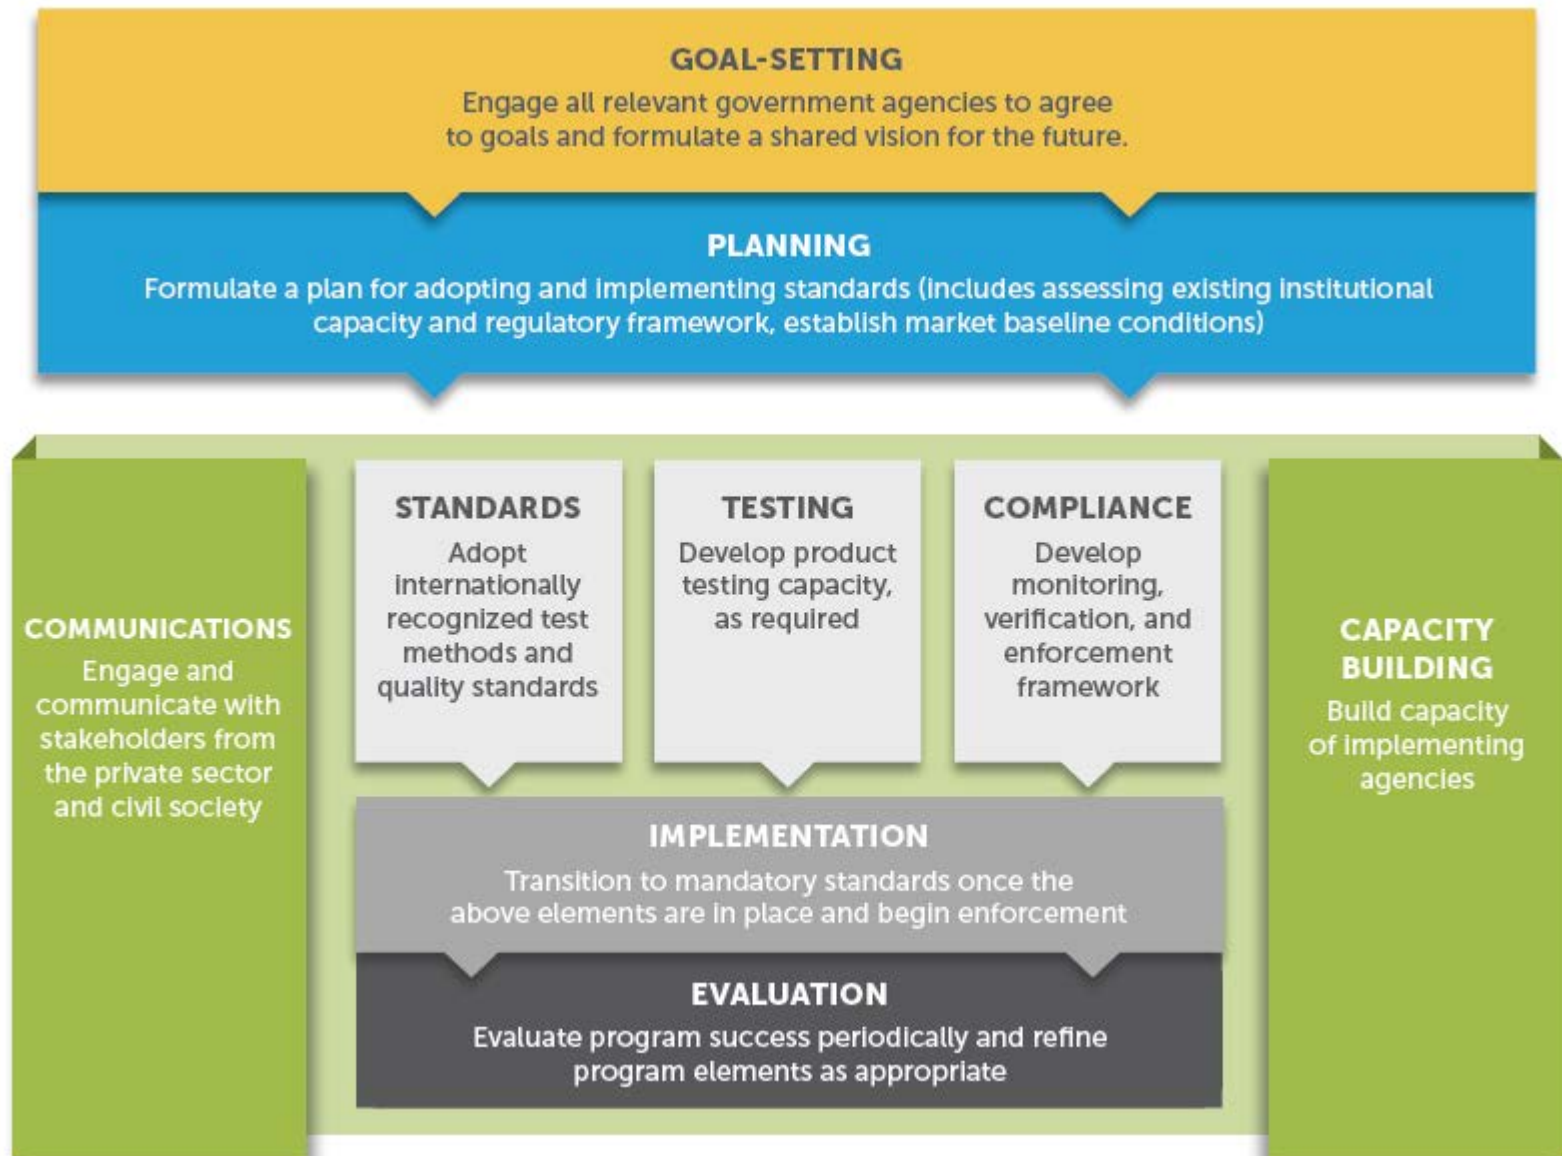 GOAL-SETTING
Engage all relevant government agencies to agree
to goals and formulate a shared vision for the future.
PLANNING
Formulate a plan for adopting and implementing standards (includes assessing existing institutional
capacity and regulatory framework, establish market baseline conditions)
COMMUNICATIONS
Engage and
communicate with
stakeholders from
the private sector
and civil society
STANDARDS
Adopt
internationally
recognized test
methods and
quality standards
TESTING
Develop product
testing capacity,
as required
COMPLIANCE
Develop
monitoring,
verification, and
enforcement
framework
CAPACITY
BUILDING
Build capacity
of implementing
agencies
IMPLEMENTATION
Transition to mandatory standards once the
above elements are in place and begin enforcement
EVALUATION
Evaluate program success periodically and refine
program elements as appropriate